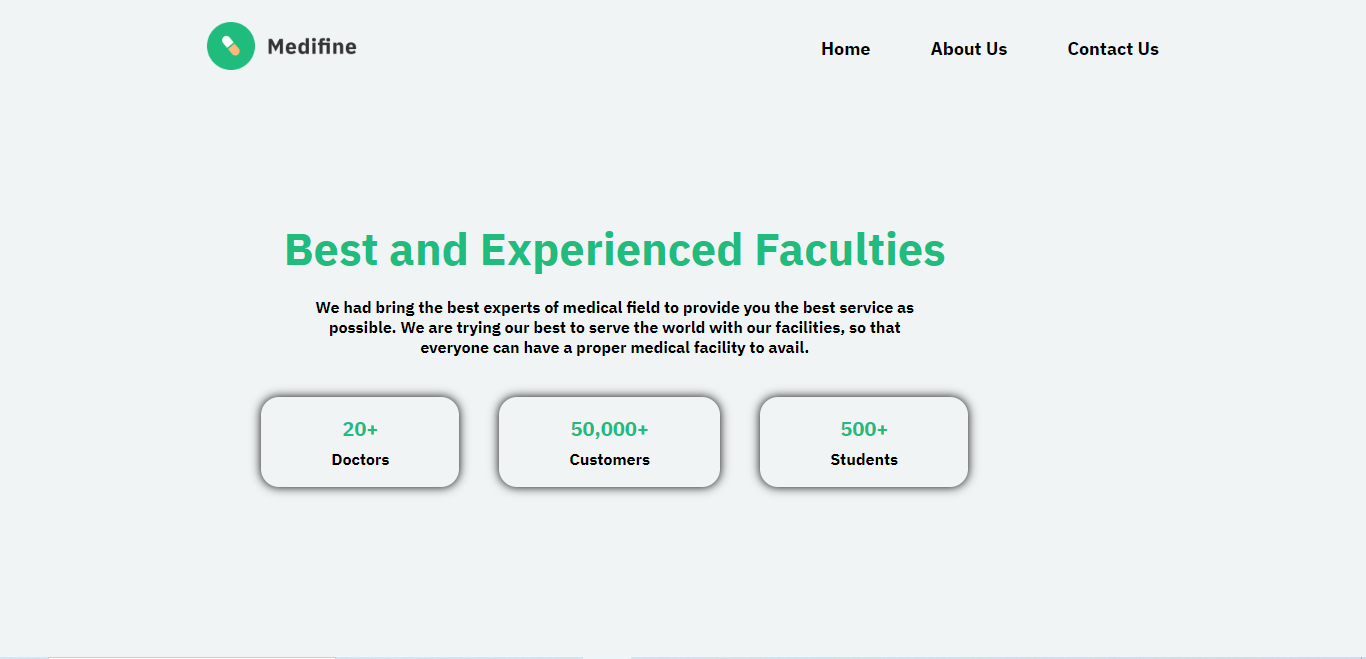 Medifine
Home About Us Contact Us
Best and Experienced Faculties
We had bring the best experts of medical field to provide you the best service as
possible. We are trying our best to serve the world with our facilities, so that
everyone can have a proper medical facility to avail.
20+ 50,000+ 500+
Doctors Customers Students